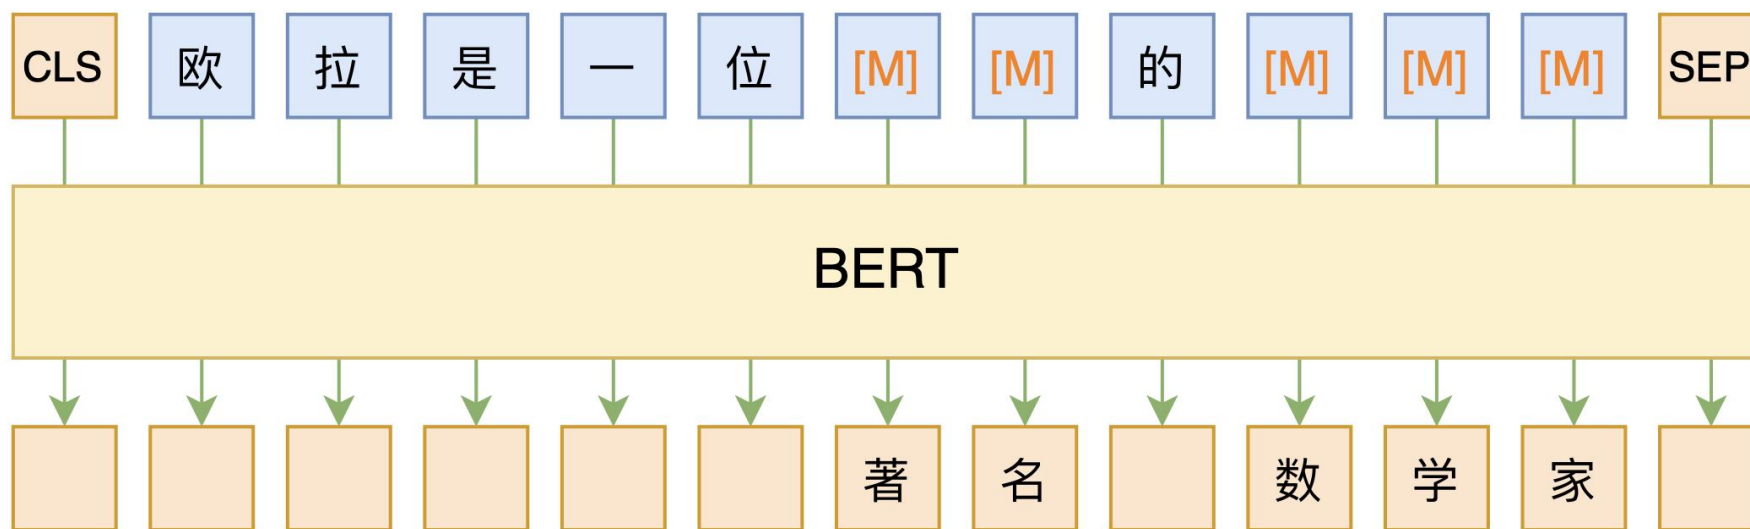 CLS 欧 拉 是 一 位 [M] [M] 的 [M] [M] [M] SEP
BERT
著 名 数 学 家